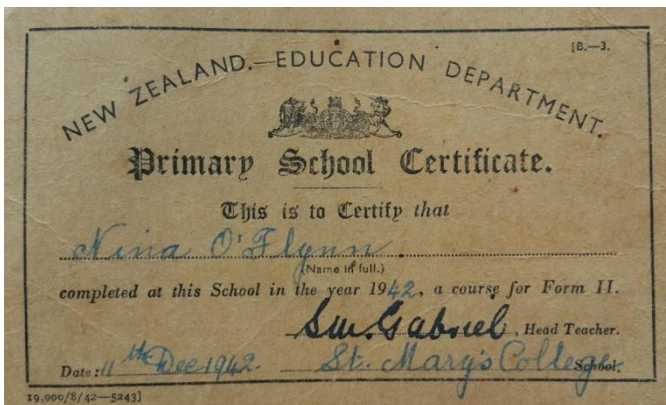 [B.—3.
NEW ZEALAND.—EDUCATION DEPARTMENT.
Primary School Certificate.
This is to Certify that
Nina O'Flynn
(Name in full.)
completed at this School in the year 1942, a course for Form II.
Sr. M. Gabriel, Head Teacher.
Date: 11th Dec 1942. St. Mary's College School.
19,000/8/42—5243]